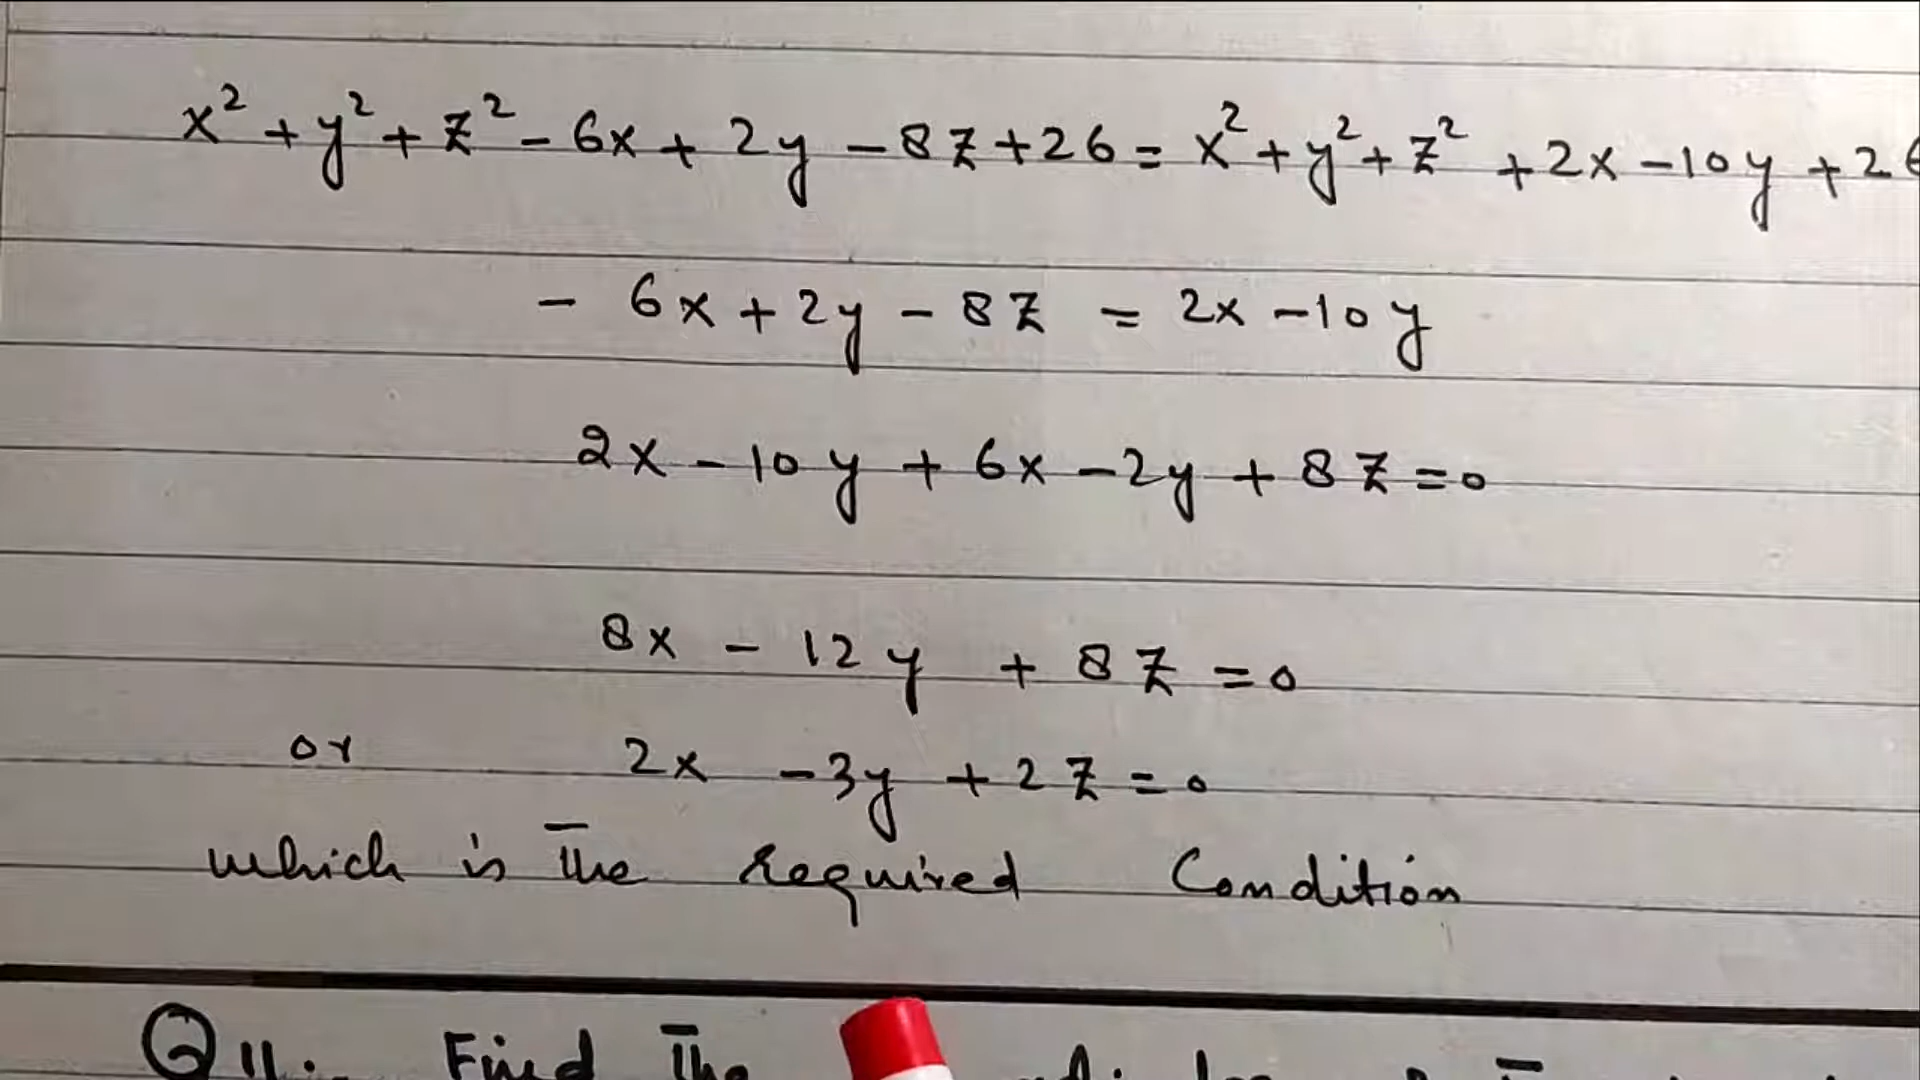 x² + y² + z² - 6x + 2y - 8z + 26 = x² + y² + z² + 2x - 10y + 26
- 6x + 2y - 8z = 2x - 10y
2x - 10y + 6x - 2y + 8z = 0
8x - 12y + 8z = 0
or 2x - 3y + 2z = 0
which is the required Condition
Q11. Find the